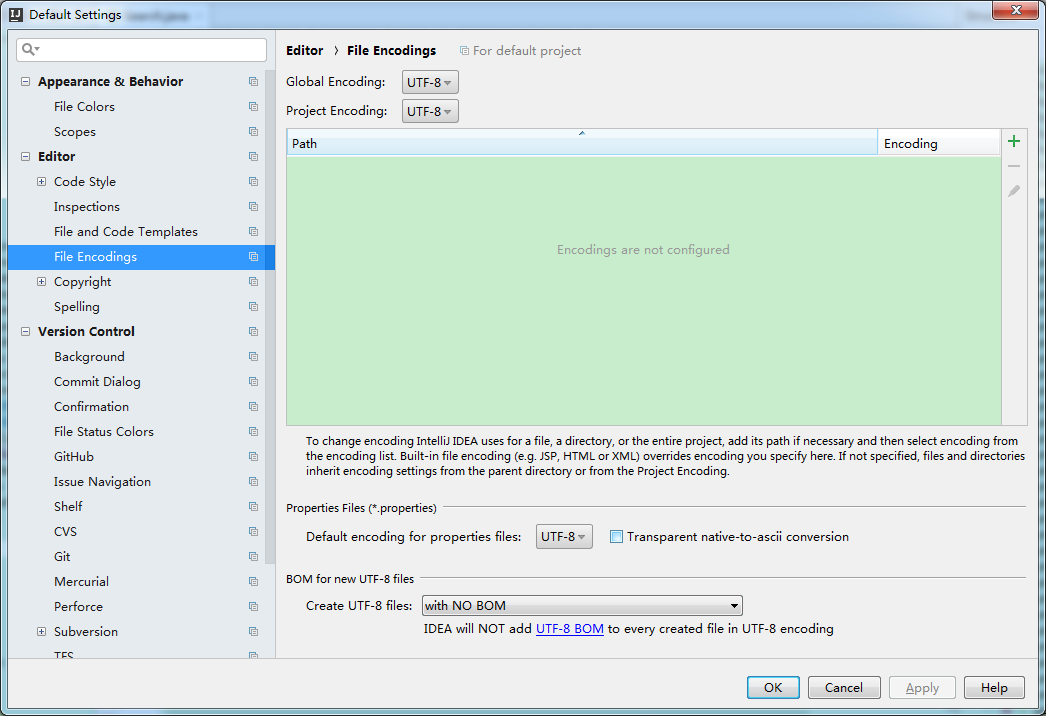 Default Settings
Editor › File Encodings For default project
Appearance & Behavior
File Colors
Scopes
Editor
Code Style
Inspections
File and Code Templates
File Encodings
Copyright
Spelling
Version Control
Background
Commit Dialog
Confirmation
File Status Colors
GitHub
Issue Navigation
Shelf
CVS
Git
Mercurial
Perforce
Subversion
TFS
Global Encoding: UTF-8
Project Encoding: UTF-8
Path Encoding
Encodings are not configured
To change encoding IntelliJ IDEA uses for a file, a directory, or the entire project, add its path if necessary and then select encoding from
the encoding list. Built-in file encoding (e.g. JSP, HTML or XML) overrides encoding you specify here. If not specified, files and directories
inherit encoding settings from the parent directory or from the Project Encoding.
Properties Files (*.properties)
Default encoding for properties files: UTF-8 Transparent native-to-ascii conversion
BOM for new UTF-8 files
Create UTF-8 files: with NO BOM
IDEA will NOT add UTF-8 BOM to every created file in UTF-8 encoding
OK Cancel Apply Help